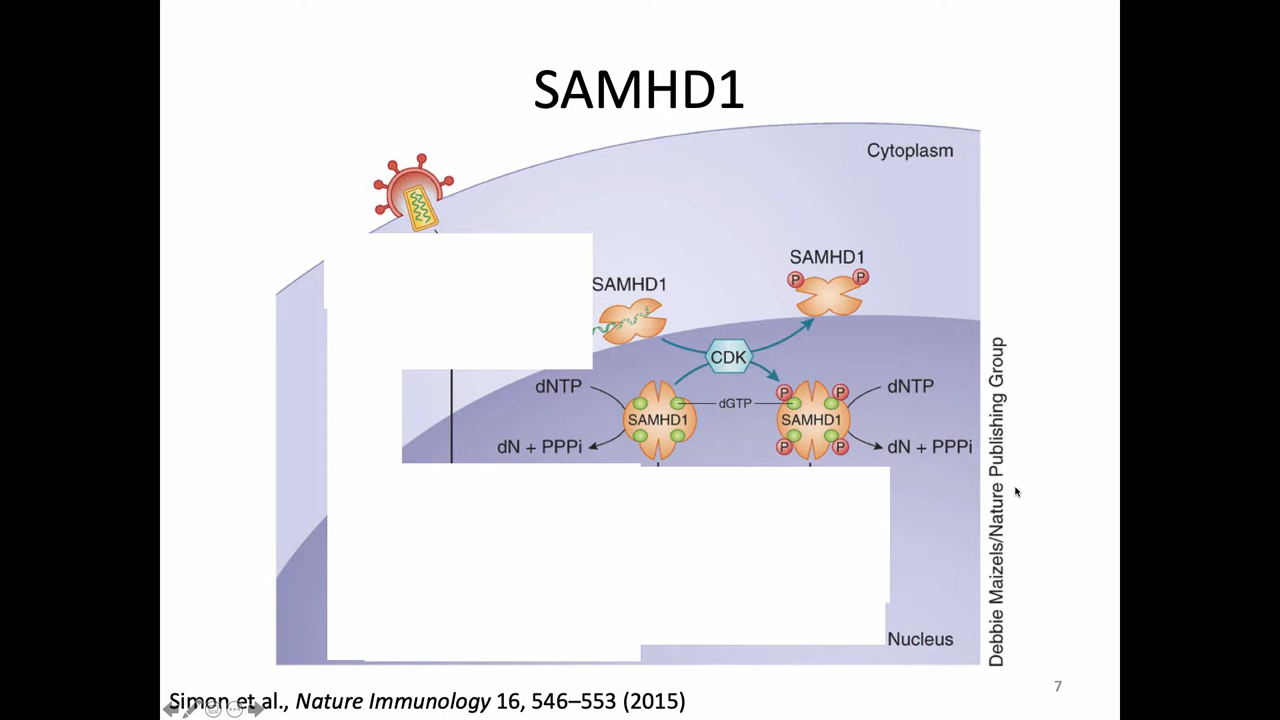 SAMHD1
Cytoplasm
SAMHD1
P
P
SAMHD1
CDK
dNTP
SAMHD1
dN + PPPi
dGTP
P
P
SAMHD1
P
P
dNTP
dN + PPPi
Nucleus
Debbie Maizels/Nature Publishing Group
Simon et al., Nature Immunology 16, 546–553 (2015)
7